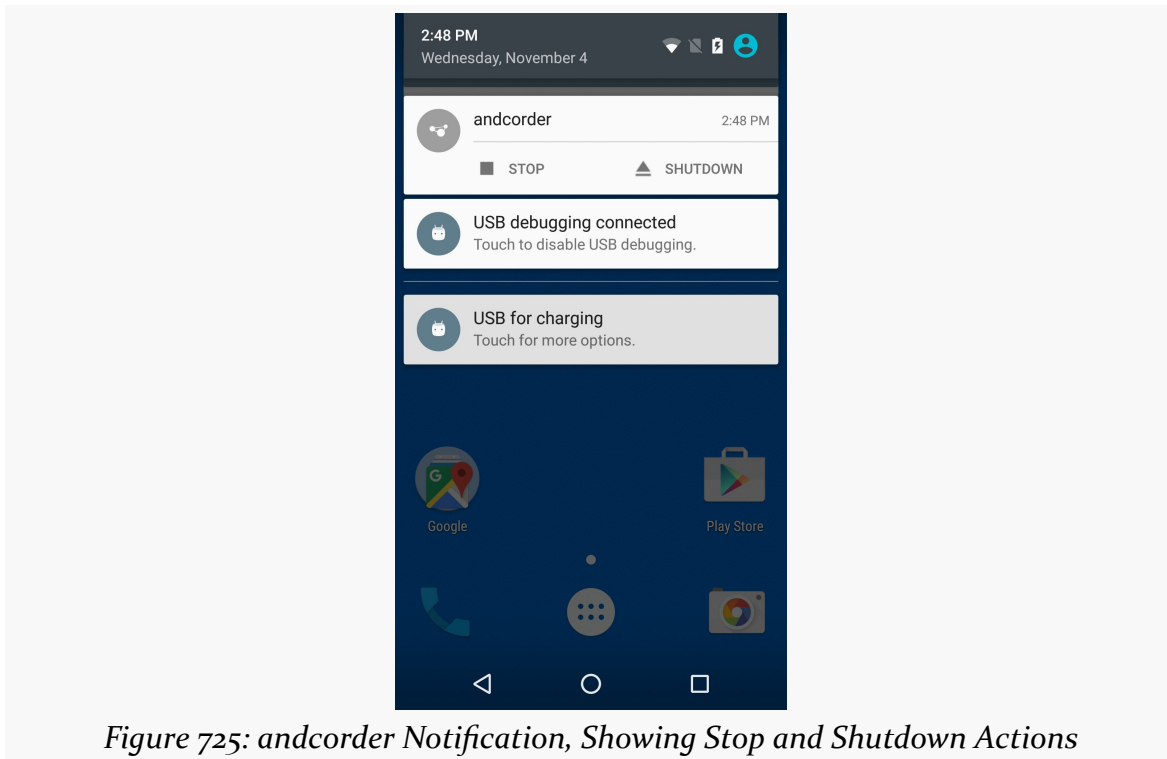 2:48 PM
Wednesday, November 4
andcorder 2:48 PM
STOP SHUTDOWN
USB debugging connected
Touch to disable USB debugging.
USB for charging
Touch for more options.
G
Google Play Store
Figure 725: andcorder Notification, Showing Stop and Shutdown Actions